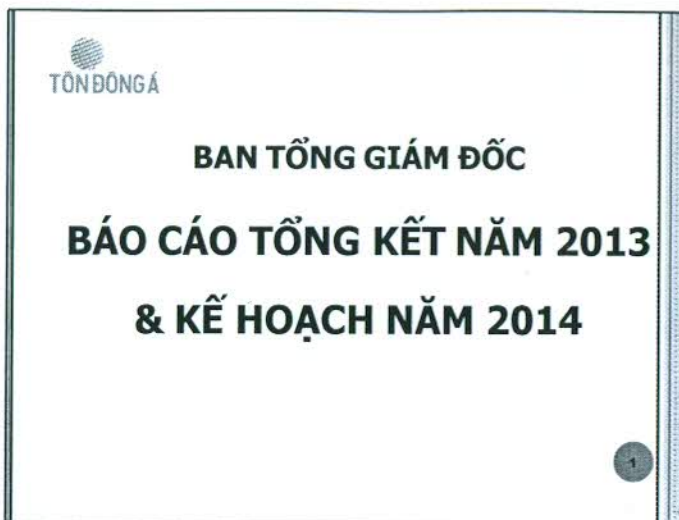 TÔN ĐÔNG Á
BAN TỔNG GIÁM ĐỐC
BÁO CÁO TỔNG KẾT NĂM 2013
& KẾ HOẠCH NĂM 2014
1